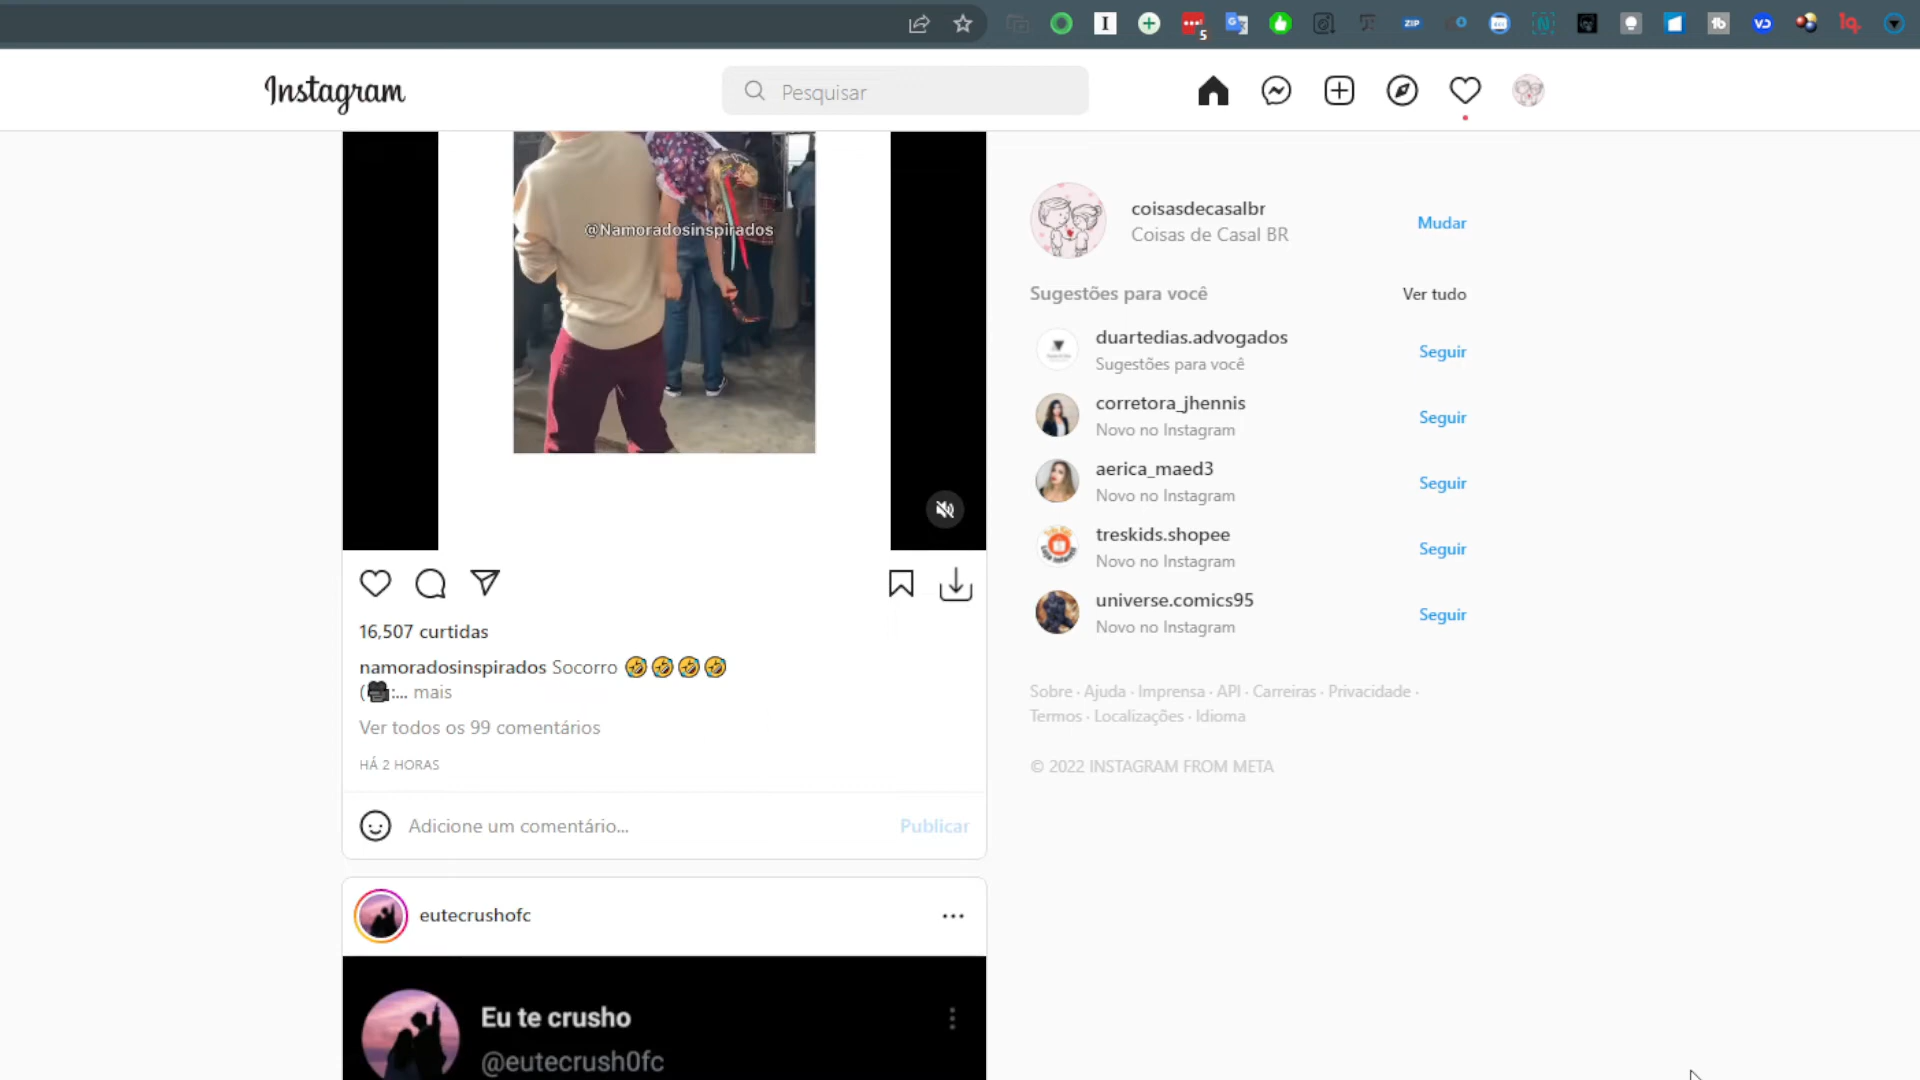 Instagram
Pesquisar
@Namoradosinspirados
16,507 curtidas
namoradosinspirados Socorro 🤣🤣🤣🤣
(🎥:... mais
Ver todos os 99 comentários
HÁ 2 HORAS
Adicione um comentário...
Publicar
eutecrushofc
Eu te crusho
@eutecrush0fc
coisasdecasalbr
Coisas de Casal BR
Mudar
Sugestões para você
Ver tudo
duartedias.advogados
Sugestões para você
Seguir
corretora_jhennis
Novo no Instagram
Seguir
aerica_maed3
Novo no Instagram
Seguir
treskids.shopee
Novo no Instagram
Seguir
universe.comics95
Novo no Instagram
Seguir
Sobre · Ajuda · Imprensa · API · Carreiras · Privacidade ·
Termos · Localizações · Idioma
© 2022 INSTAGRAM FROM META